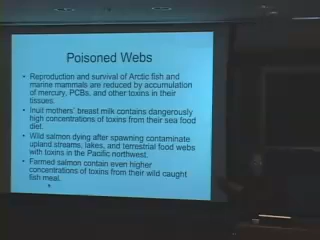 Poisoned Webs
• Reproduction and survival of Arctic fish and
marine mammals are reduced by accumulation
of mercury, PCBs, and other toxins in their
tissues.
• Inuit mothers' breast milk contains dangerously
high concentrations of toxins from their sea food
diet.
• Wild salmon dying after spawning contaminate
upland streams, lakes, and terrestrial food webs
with toxins in the Pacific northwest.
• Farmed salmon contain even higher
concentrations of toxins from their wild caught
fish meal.